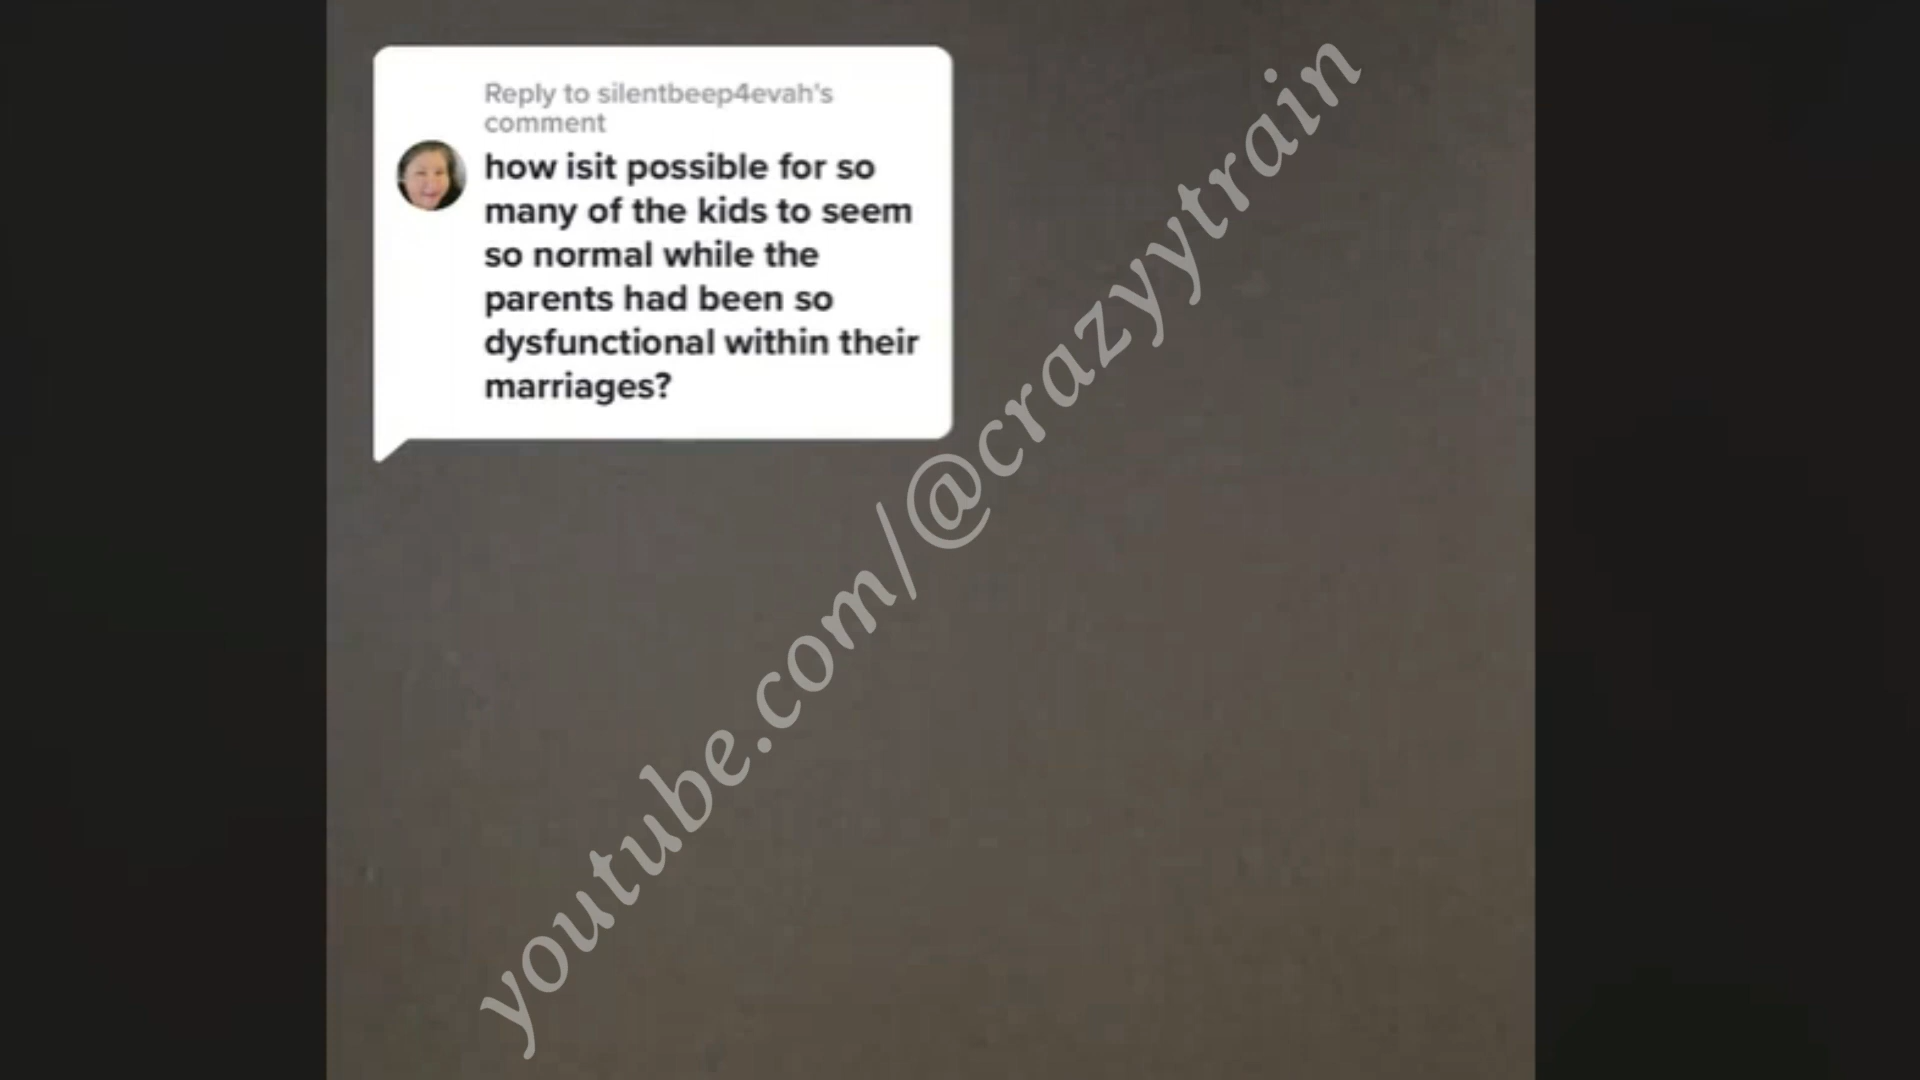 Reply to silentbeep4evah's
comment
how isit possible for so
many of the kids to seem
so normal while the
parents had been so
dysfunctional within their
marriages?
youtube.com/@crazyytrain